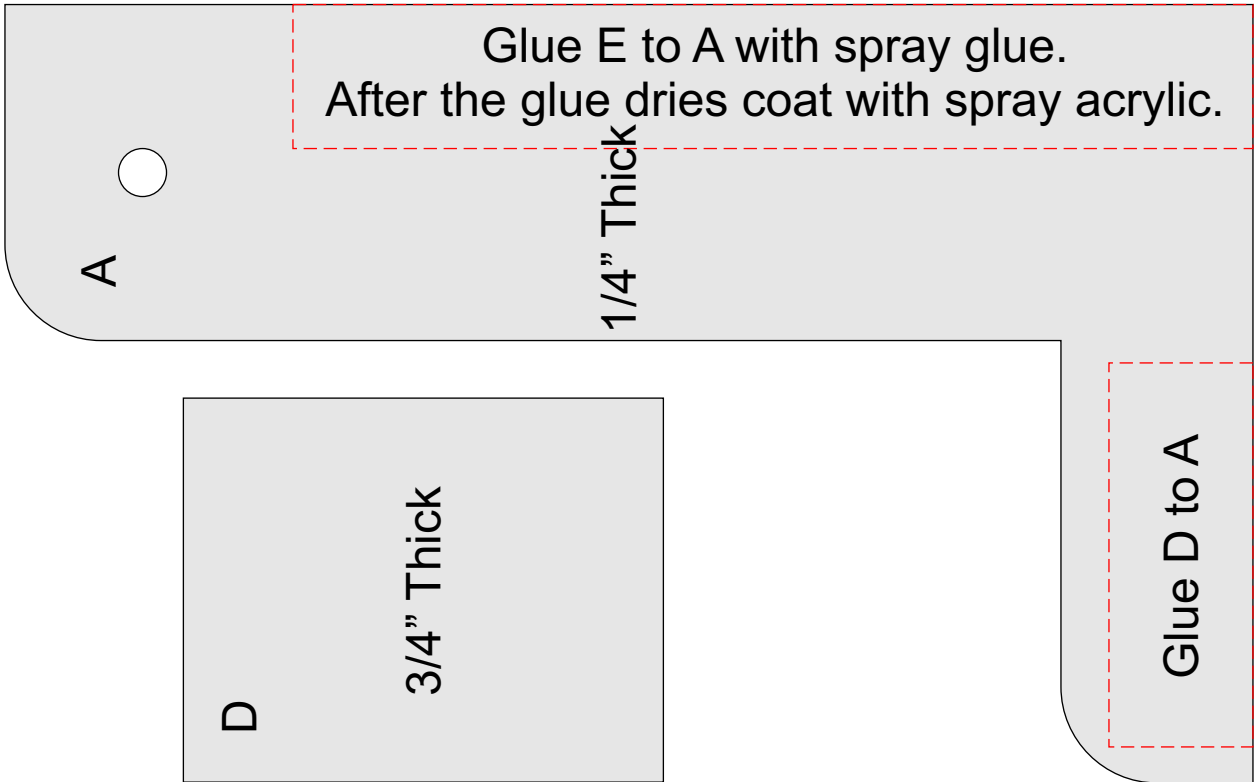 Glue E to A with spray glue.
After the glue dries coat with spray acrylic.
1/4” Thick
A
Glue D to A
3/4” Thick
D